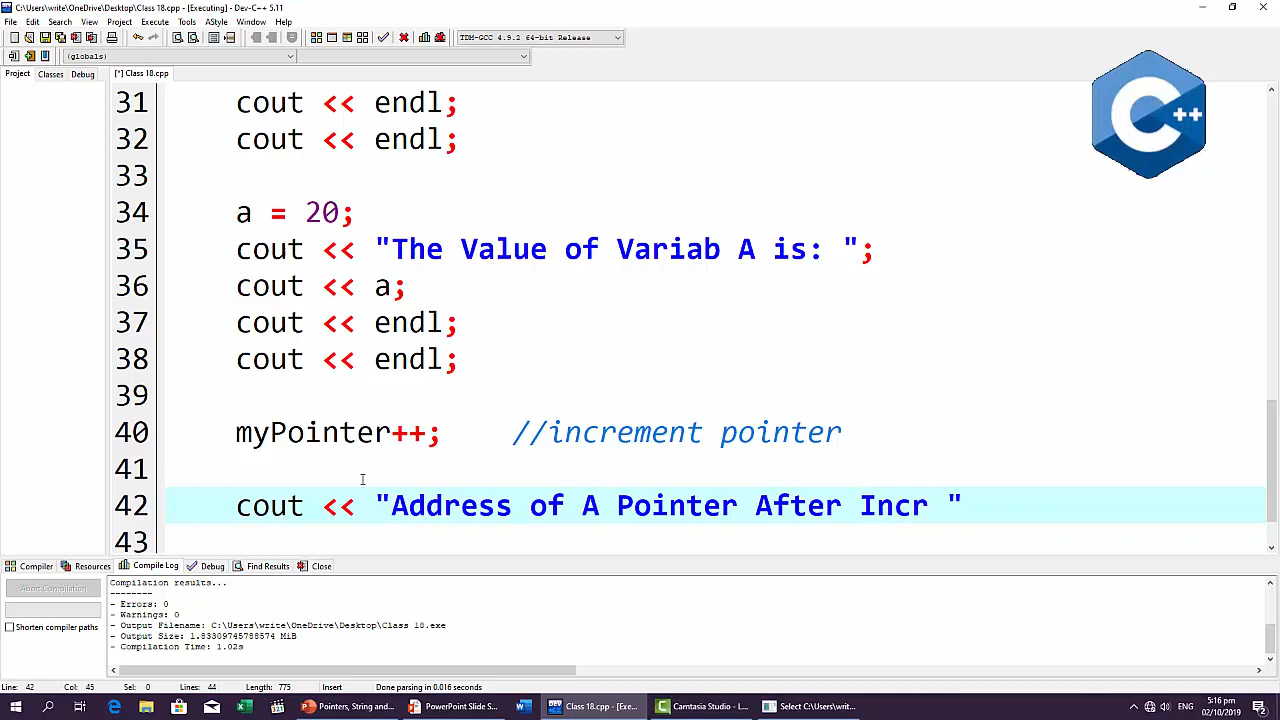 C:\Users\write\OneDrive\Desktop\Class 18.cpp - [Executing] - Dev-C++ 5.11
File Edit Search View Project Execute Tools AStyle Window Help
TDM-GCC 4.9.2 64-bit Release
(globals)
Project Classes Debug [*] Class 18.cpp
31 cout << endl;
32 cout << endl;
33
34 a = 20;
35 cout << "The Value of Variab A is: ";
36 cout << a;
37 cout << endl;
38 cout << endl;
39
40 myPointer++; //increment pointer
41
42 cout << "Address of A Pointer After Incr "
43
C++
Compiler Resources Compile Log Debug Find Results Close
Abort Compilation
Shorten compiler paths
Compilation results...
--------
- Errors: 0
- Warnings: 0
- Output Filename: C:\Users\write\OneDrive\Desktop\Class 18.exe
- Output Size: 1.83309745788574 MiB
- Compilation Time: 1.02s
Line: 42 Col: 45 Sel: 0 Lines: 44 Length: 775 Insert Done parsing in 0.016 seconds
Pointers, String and... PowerPoint Slide S... Class 18.cpp - [Exe... Camtasia Studio - L... Select C:\Users\writ...
ENG 5:16 pm
02/10/2019